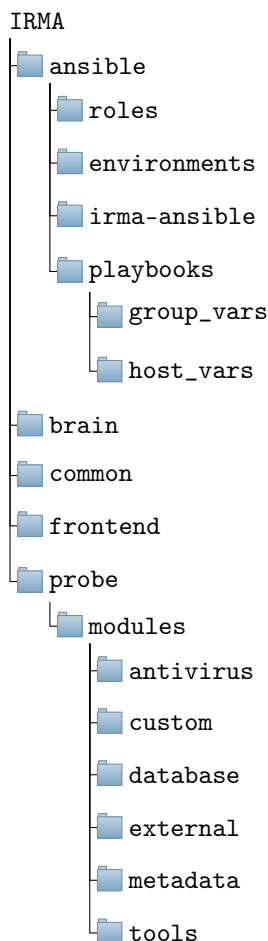 IRMA
ansible
roles
environments
irma-ansible
playbooks
group_vars
host_vars
brain
common
frontend
probe
modules
antivirus
custom
database
external
metadata
tools